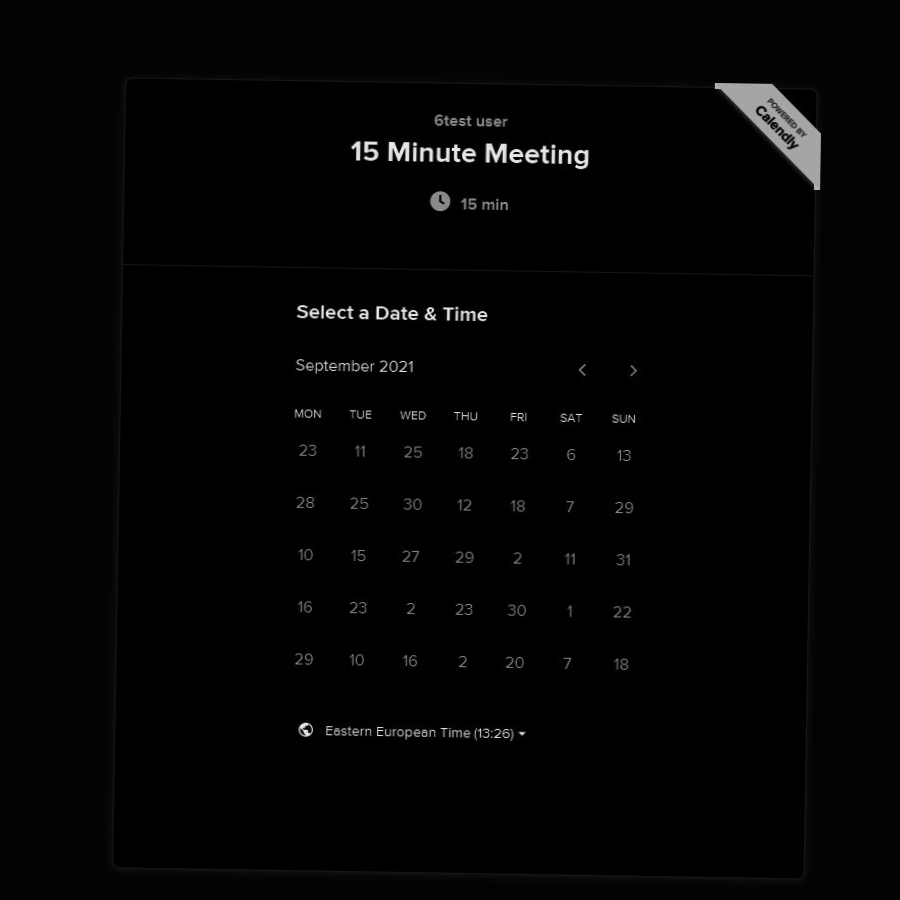 POWERED BY
Calendly
6test user
15 Minute Meeting
15 min
Select a Date & Time
September 2021
MON TUE WED THU FRI SAT SUN
23 11 25 18 23 6 13
28 25 30 12 18 7 29
10 15 27 29 2 11 31
16 23 2 23 30 1 22
29 10 16 2 20 7 18
Eastern European Time (13:26)